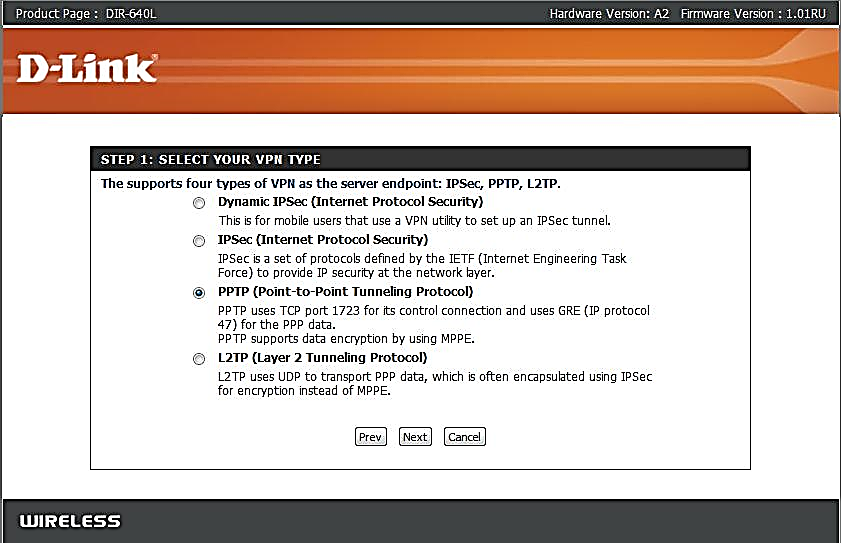 Product Page : DIR-640L
Hardware Version: A2 Firmware Version : 1.01RU
D-Link
STEP 1: SELECT YOUR VPN TYPE
The supports four types of VPN as the server endpoint: IPSec, PPTP, L2TP.
Dynamic IPSec (Internet Protocol Security)
This is for mobile users that use a VPN utility to set up an IPSec tunnel.
IPSec (Internet Protocol Security)
IPSec is a set of protocols defined by the IETF (Internet Engineering Task
Force) to provide IP security at the network layer.
PPTP (Point-to-Point Tunneling Protocol)
PPTP uses TCP port 1723 for its control connection and uses GRE (IP protocol
47) for the PPP data.
PPTP supports data encryption by using MPPE.
L2TP (Layer 2 Tunneling Protocol)
L2TP uses UDP to transport PPP data, which is often encapsulated using IPSec
for encryption instead of MPPE.
Prev Next Cancel
WIRELESS